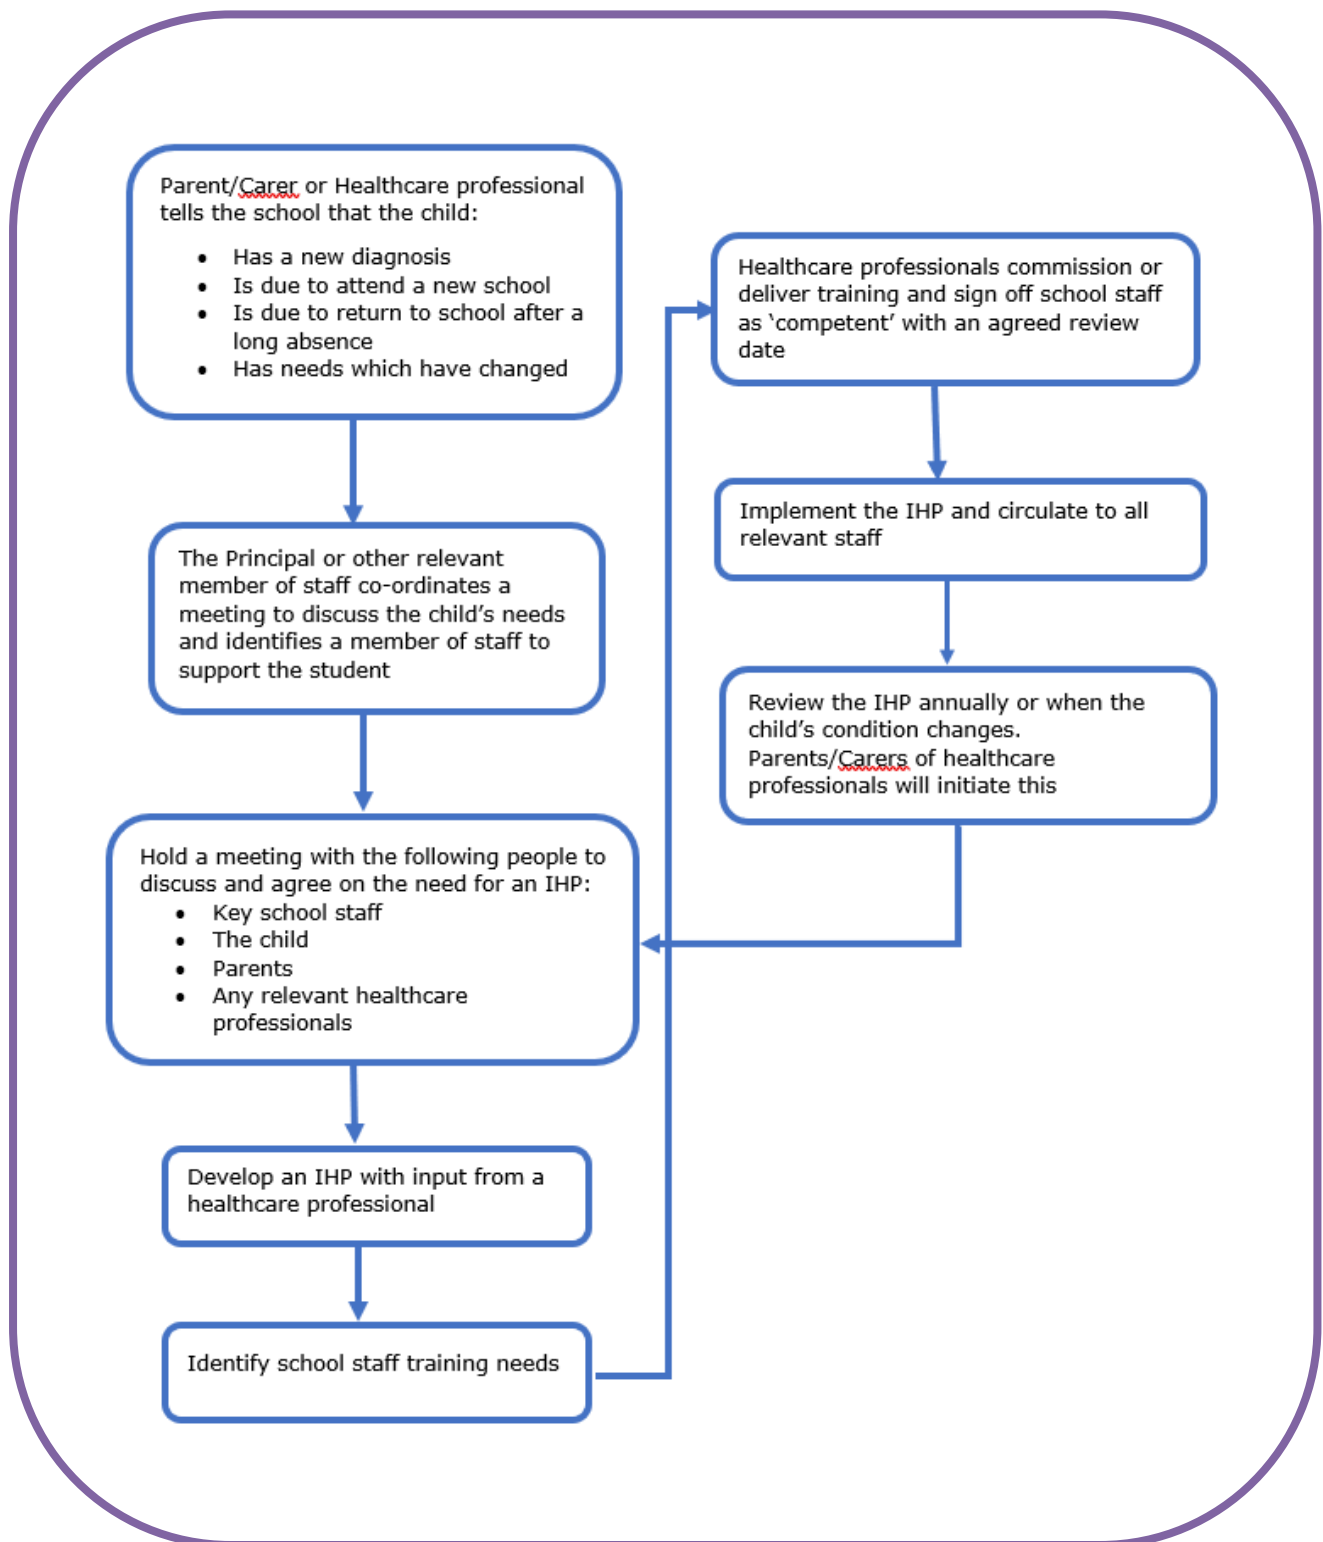 Parent/Carer or Healthcare professional
tells the school that the child:
• Has a new diagnosis
• Is due to attend a new school
• Is due to return to school after a
long absence
• Has needs which have changed
The Principal or other relevant
member of staff co-ordinates a
meeting to discuss the child’s needs
and identifies a member of staff to
support the student
Hold a meeting with the following people to
discuss and agree on the need for an IHP:
• Key school staff
• The child
• Parents
• Any relevant healthcare
professionals
Develop an IHP with input from a
healthcare professional
Identify school staff training needs
Healthcare professionals commission or
deliver training and sign off school staff
as ‘competent’ with an agreed review
date
Implement the IHP and circulate to all
relevant staff
Review the IHP annually or when the
child’s condition changes.
Parents/Carers of healthcare
professionals will initiate this